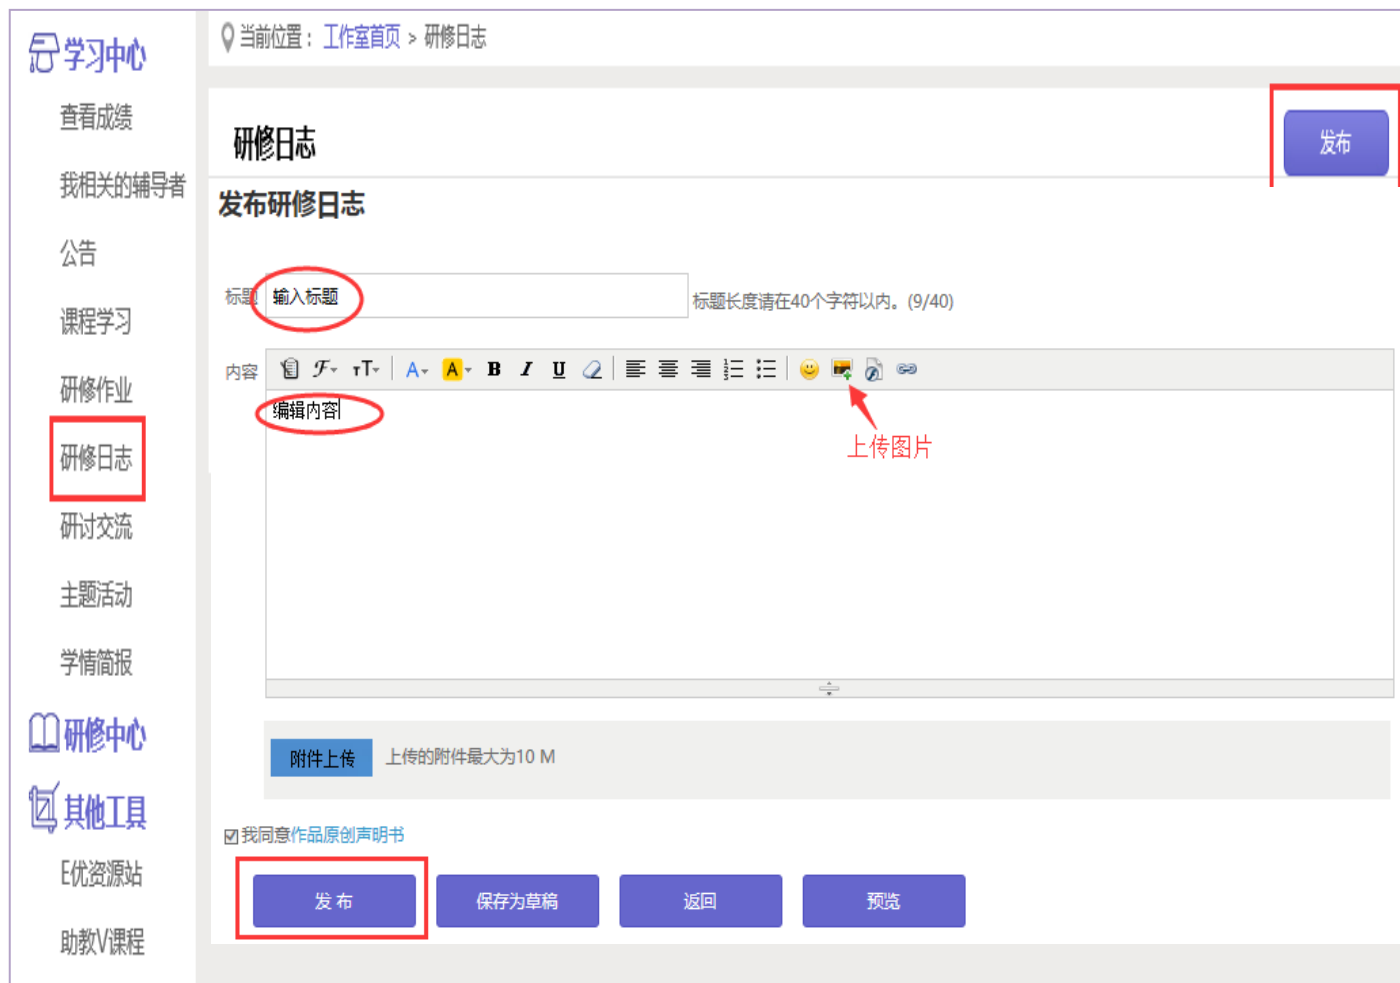 学习中心
查看成绩
我相关的辅导者
公告
课程学习
研修作业
研修日志
研讨交流
主题活动
学情简报
研修中心
其他工具
E优资源站
助教V课程
当前位置： 工作室首页 > 研修日志
研修日志
发布
发布研修日志
标题 输入标题 标题长度请在40个字符以内。(9/40)
内容
编辑内容
上传图片
附件上传 上传的附件最大为10 M
我同意作品原创声明书
发 布 保存为草稿 返回 预览